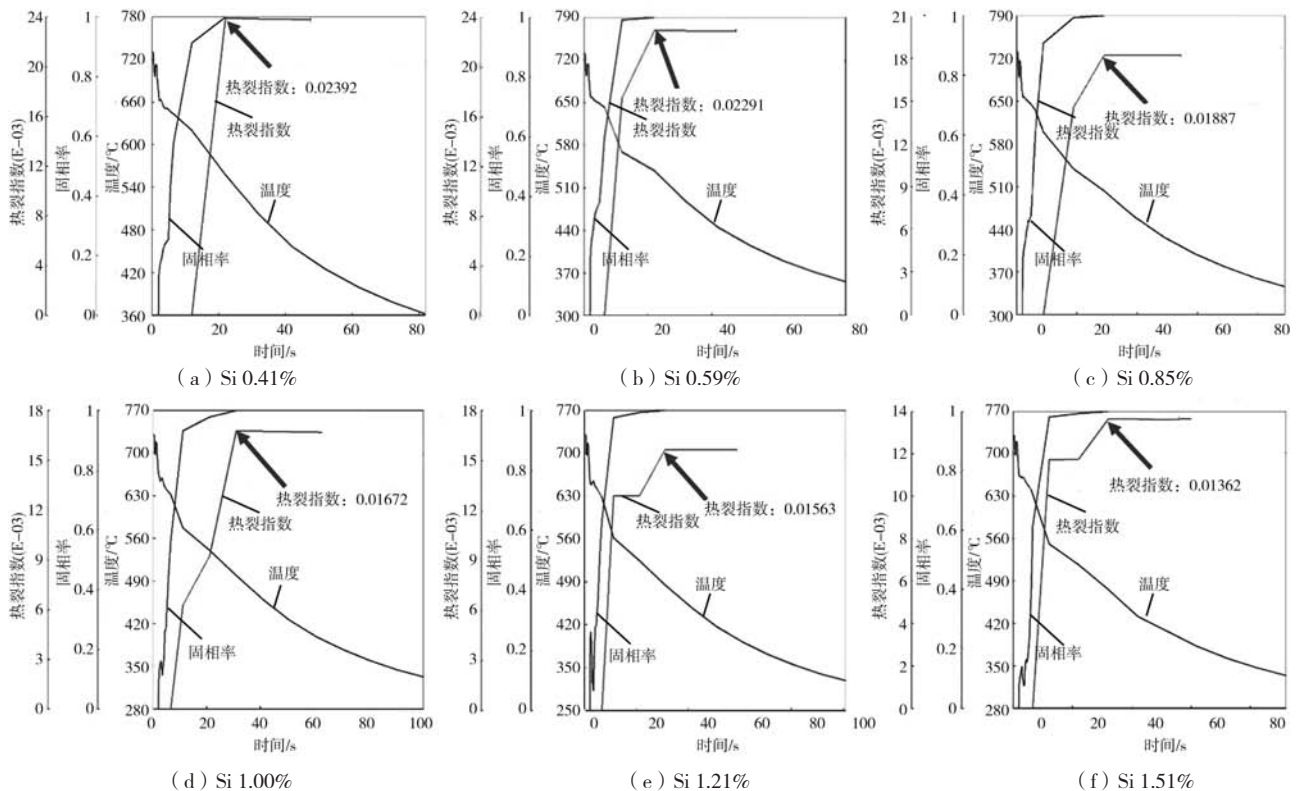 24
20
16
12
8
4
0
热裂指数(E-03)
1
0.8
0.6
0.4
0.2
0
固相率
780
720
660
600
540
480
420
360
温度/℃
热裂指数：0.02392
热裂指数
温度
固相率
0 20 40 60 80
时间/s
（a）Si 0.41%
24
20
16
12
8
4
0
热裂指数(E-03)
1
0.8
0.6
0.4
0.2
0
固相率
790
720
650
580
510
440
370
300
温度/℃
热裂指数：0.02291
热裂指数
温度
固相率
0 20 40 60 80
时间/s
（b）Si 0.59%
21
18
15
12
9
6
3
0
热裂指数(E-03)
1
0.8
0.6
0.4
0.2
0
固相率
790
720
650
580
510
440
370
300
温度/℃
热裂指数：0.01887
热裂指数
温度
固相率
0 20 40 60 80
时间/s
（c）Si 0.85%
18
15
12
9
6
3
0
热裂指数(E-03)
1
0.8
0.6
0.4
0.2
0
固相率
770
700
630
560
490
420
350
280
温度/℃
热裂指数：0.01672
热裂指数
温度
固相率
0 20 40 60 80 100
时间/s
（d）Si 1.00%
18
15
12
9
6
3
0
热裂指数(E-03)
1
0.8
0.6
0.4
0.2
0
固相率
770
700
630
560
490
420
350
250
温度/℃
热裂指数
热裂指数：0.01563
温度
固相率
0 20 40 60 80 100
时间/s
（e）Si 1.21%
14
12
10
8
6
4
2
0
热裂指数(E-03)
1
0.8
0.6
0.4
0.2
0
固相率
770
700
630
560
490
420
350
280
温度/℃
热裂指数：0.01362
热裂指数
温度
固相率
0 20 40 60 80
时间/s
（f）Si 1.51%